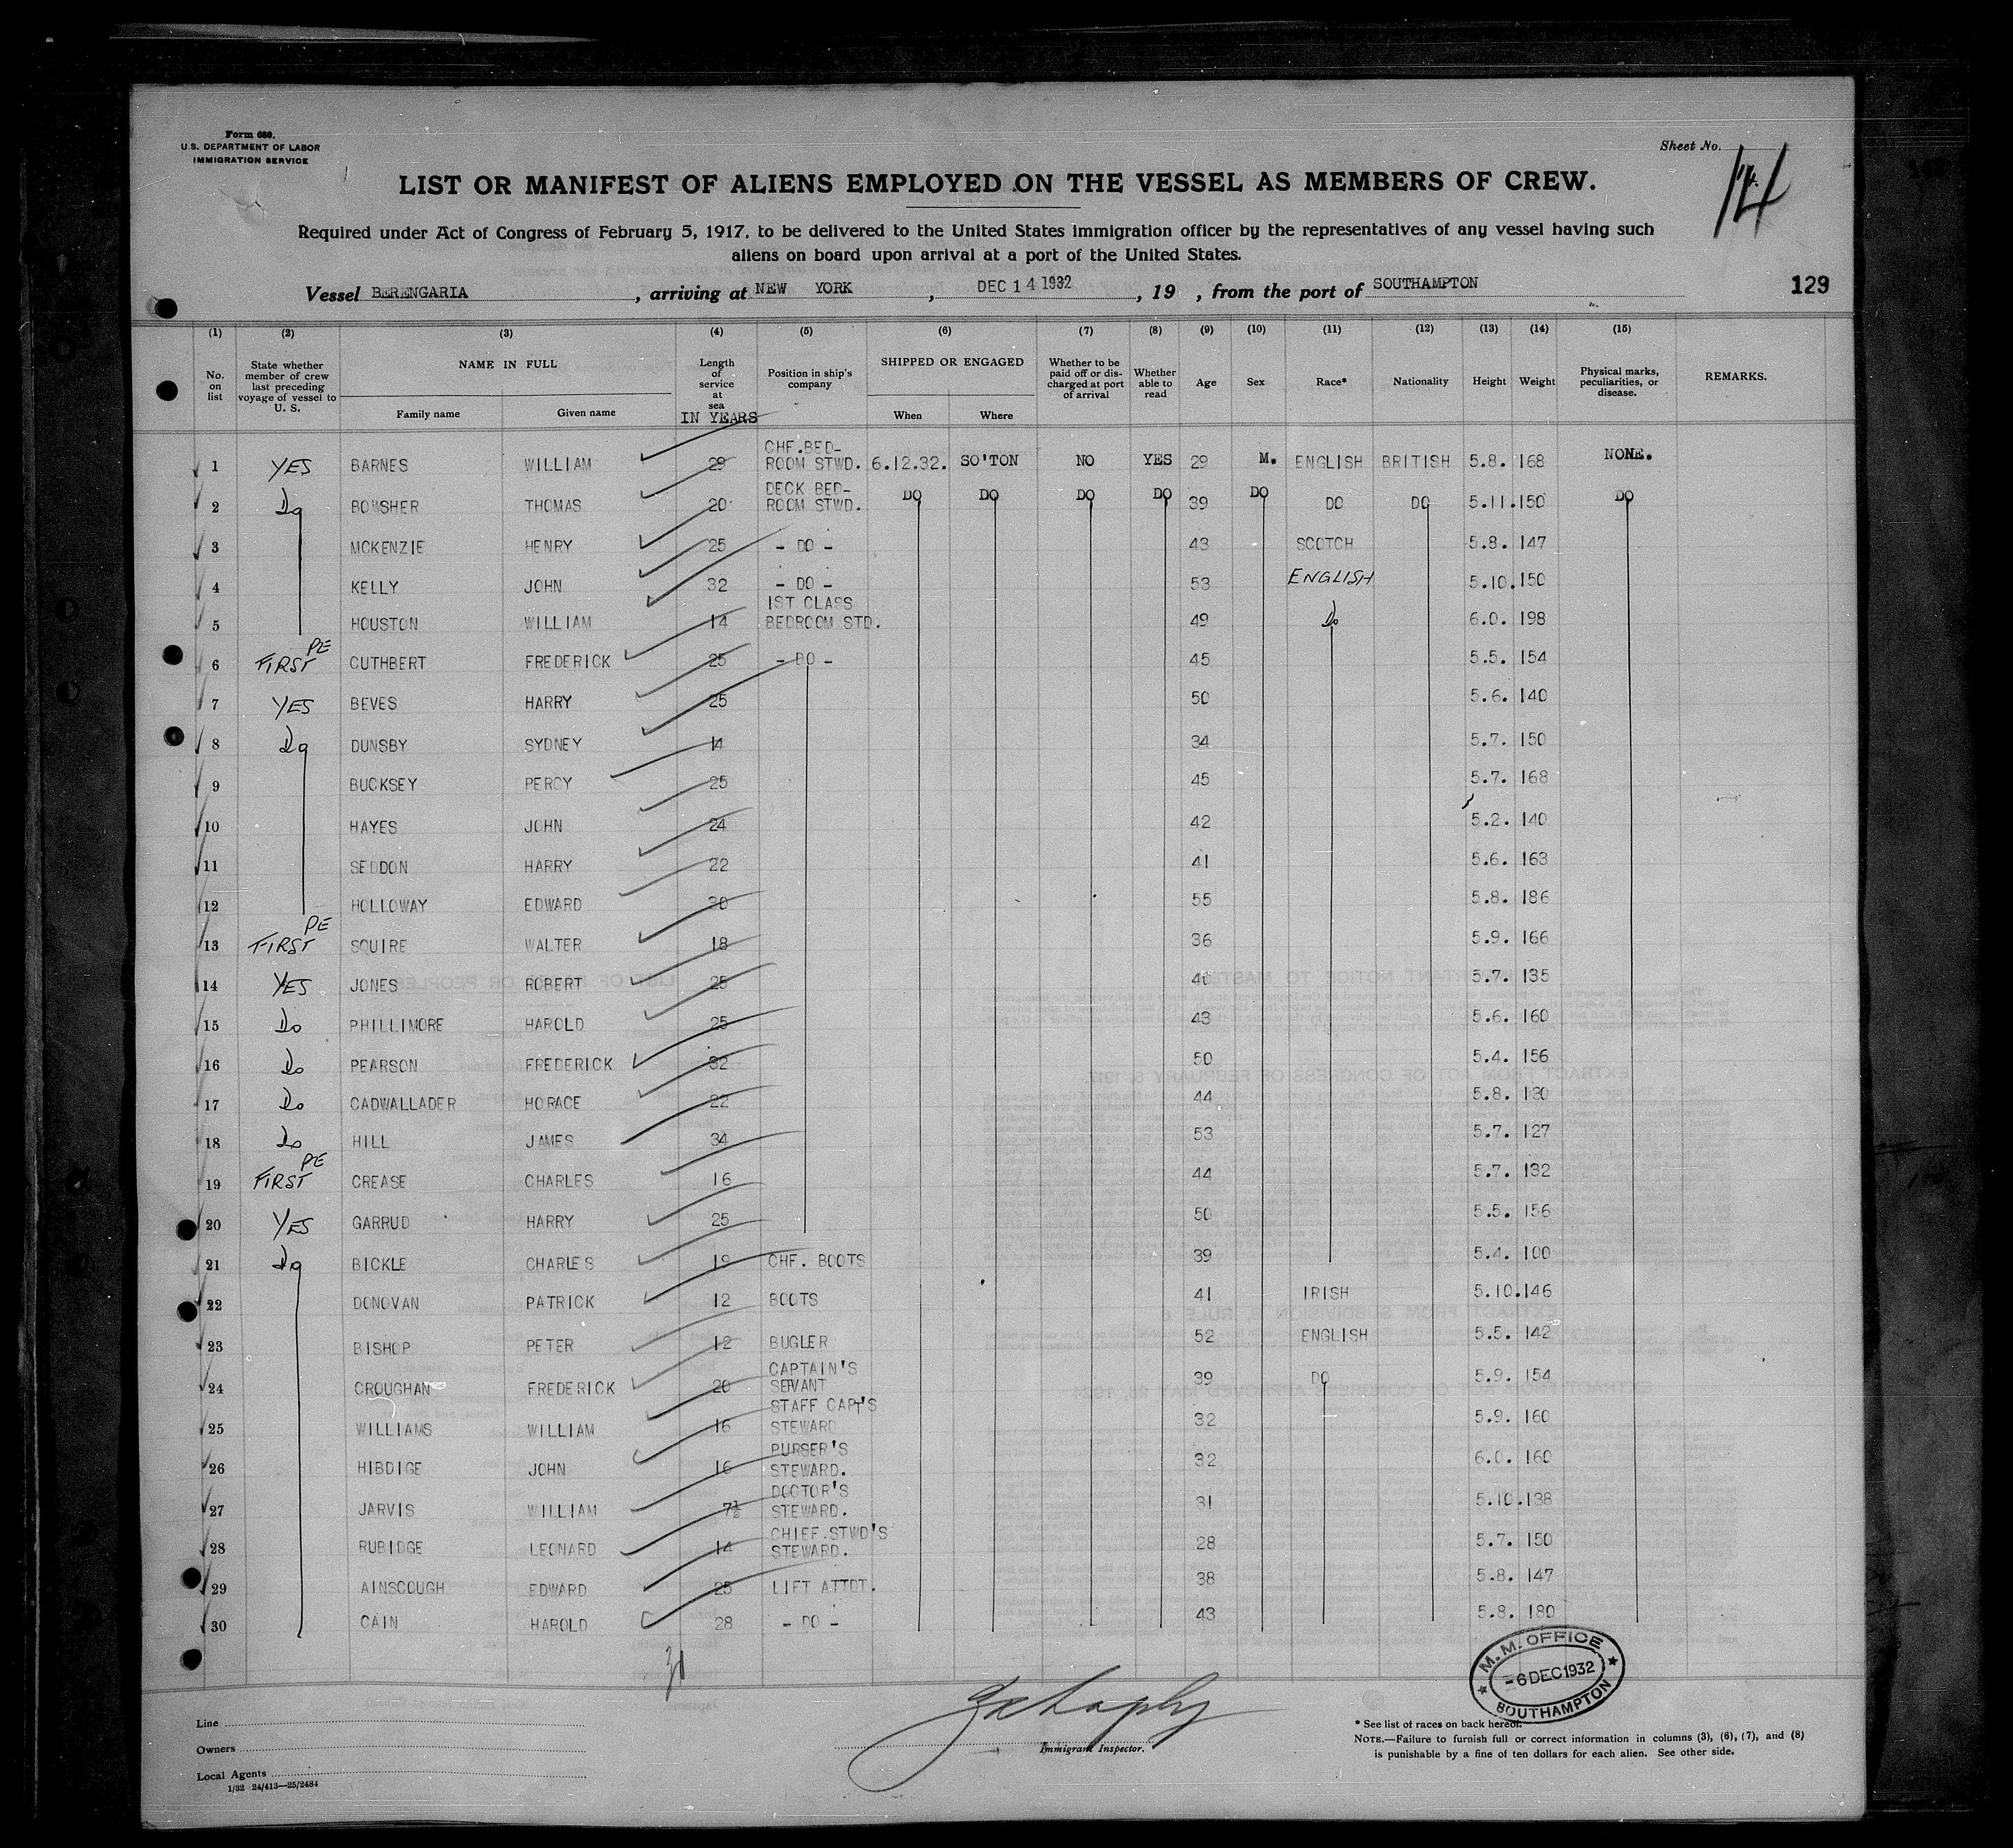 Form 680.
U.S. DEPARTMENT OF LABOR
IMMIGRATION SERVICE
Sheet No. 14
LIST OR MANIFEST OF ALIENS EMPLOYED ON THE VESSEL AS MEMBERS OF CREW.
Required under Act of Congress of February 5, 1917, to be delivered to the United States immigration officer by the representatives of any vessel having such
aliens on board upon arrival at a port of the United States.
Vessel BERENGARIA, arriving at NEW YORK, DEC 14 1932, 19 , from the port of SOUTHAMPTON
129
(1) (2) (3) (4) (5) (6) (7) (8) (9) (10) (11) (12) (13) (14) (15)
No. on list State whether member of crew last preceding voyage of vessel to U. S. NAME IN FULL Family name Given name Length of service at sea IN YEARS Position in ship's company SHIPPED OR ENGAGED When Where Whether to be paid off or discharged at port of arrival Whether able to read Age Sex Race* Nationality Height Weight Physical marks, peculiarities, or disease. REMARKS.
1 YES BARNES WILLIAM 29 CHF.BED-ROOM STWD. 6.12.32. SO'TON NO YES 29 M. ENGLISH BRITISH 5.8. 168 NONE.
2 Do BOWSHER THOMAS 20 DECK BED-ROOM STWD. DO DO DO DO 39 DO DO DO 5.11. 150 DO
3 MCKENZIE HENRY 25 - DO - 43 SCOTCH 5.8. 147
4 KELLY JOHN 32 - DO - 53 ENGLISH 5.10. 150
5 HOUSTON WILLIAM 14 1ST CLASS BEDROOM STD. 49 Do 6.0. 198
6 FIRST PE CUTHBERT FREDERICK 25 - DO - 45 5.5. 154
7 YES BEVES HARRY 25 50 5.6. 140
8 Do DUNSBY SYDNEY 14 34 5.7. 150
9 BUCKSEY PERCY 25 45 5.7. 168
10 HAYES JOHN 24 42 5.2. 140
11 SEDDON HARRY 22 41 5.6. 163
12 HOLLOWAY EDWARD 30 55 5.8. 186
13 FIRST PE SQUIRE WALTER 18 36 5.9. 166
14 YES JONES ROBERT 25 5.7. 135
15 Do PHILLIMORE HAROLD 25 43 5.6. 160
16 Do PEARSON FREDERICK 32 50 5.4. 156
17 Do CADWALLADER HORACE 22 44 5.8.
18 Do HILL JAMES 34 53 5.7. 127
19 FIRST PE CREASE CHARLES 16 44 5.7. 132
20 YES GARRUD HARRY 25 50 5.5. 156
21 Do BICKLE CHARLES CHF. BOOTS 39 5.4. 100
22 DONOVAN PATRICK 12 BOOTS 41 IRISH 5.10. 146
23 BISHOP PETER 12 BUGLER 52 ENGLISH 5.5. 142
24 CROUGHAN FREDERICK 20 CAPTAIN'S SERVANT 39 DO 5.9. 154
25 WILLIAMS WILLIAM 16 STAFF CAPT'S STEWARD 32 5.9. 160
26 HIBDIGE JOHN 16 PURSER'S STEWARD. 32 6.0. 160
27 JARVIS WILLIAM 7½ DOCTOR'S STEWARD. 31 5.10. 138
28 RUBIDGE LEONARD 14 CHIEF.STWD'S STEWARD. 28 5.7. 150
29 AINSCOUGH EDWARD 25 LIFT ATTDT. 38 5.8. 147
30 CAIN HAROLD 28 - DO - 43 5.8. 180
M.M. OFFICE
-6 DEC 1932
SOUTHAMPTON
Line
Owners
Local Agents
1/32 24/413—25/2484
Immigrant Inspector.
* See list of races on back hereof.
NOTE.—Failure to furnish full or correct information in columns (3), (6), (7), and (8)
is punishable by a fine of ten dollars for each alien. See other side.